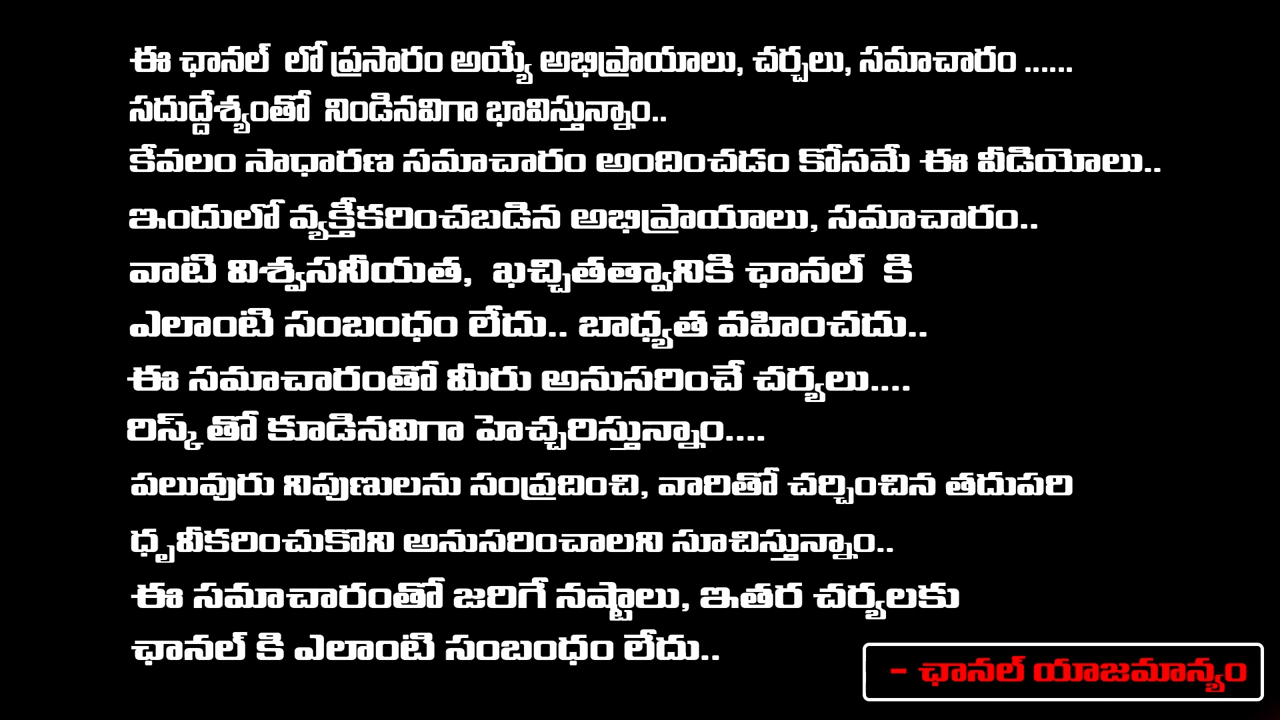 ఈ ఛానల్ లో ప్రసారం అయ్యే అభిప్రాయాలు, చర్చలు, సమాచారం ......
సదుద్దేశ్యంతో నిండినవిగా భావిస్తున్నాం..
కేవలం సాధారణ సమాచారం అందించడం కోసమే ఈ వీడియోలు..
ఇందులో వ్యక్తీకరించబడిన అభిప్రాయాలు, సమాచారం..
వాటి విశ్వసనీయత, ఖచ్చితత్వానికి ఛానల్ కి
ఎలాంటి సంబంధం లేదు.. బాధ్యత వహించదు..
ఈ సమాచారంతో మీరు అనుసరించే చర్యలు....
రిస్క్ తో కూడినవిగా హెచ్చరిస్తున్నాం....
పలువురు నిపుణులను సంప్రదించి, వారితో చర్చించిన తదుపరి
ధృవీకరించుకొని అనుసరించాలని సూచిస్తున్నాం..
ఈ సమాచారంతో జరిగే నష్టాలు, ఇతర చర్యలకు
ఛానల్ కి ఎలాంటి సంబంధం లేదు..
- ఛానల్ యాజమాన్యం